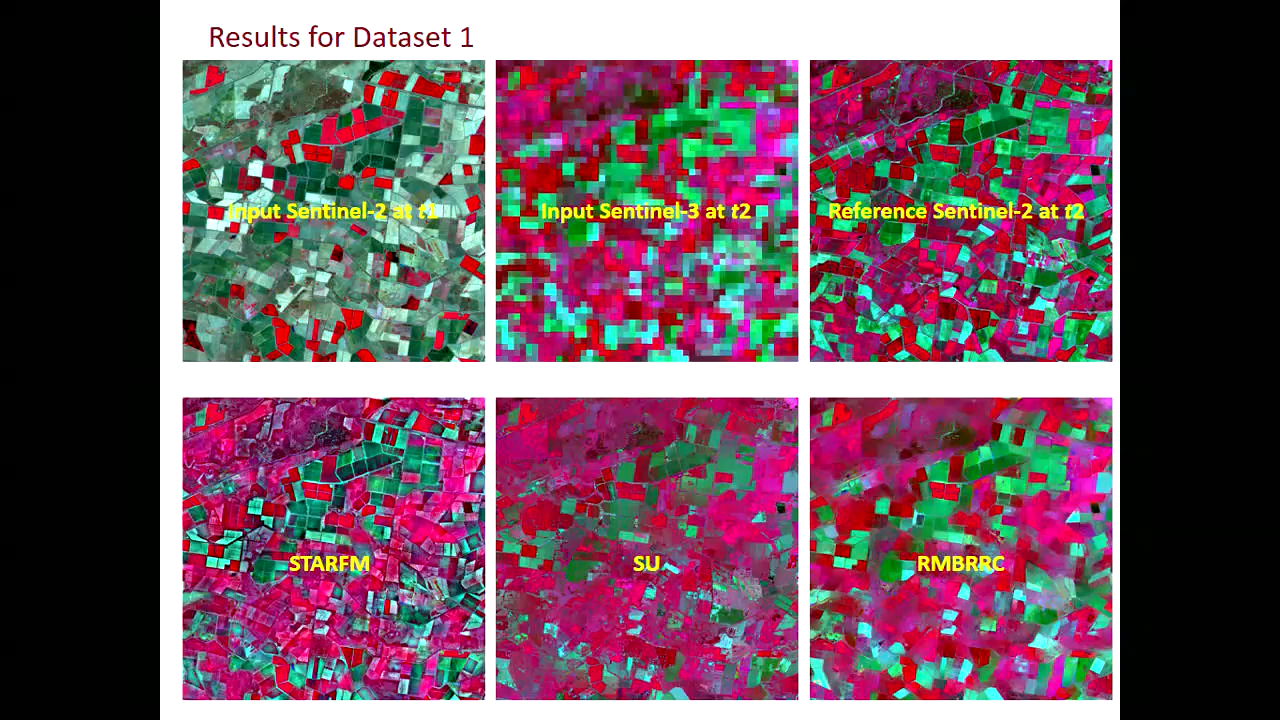 Results for Dataset 1
Input Sentinel-2 at t1
Input Sentinel-3 at t2
Reference Sentinel-2 at t2
STARFM
SU
RMBRRC